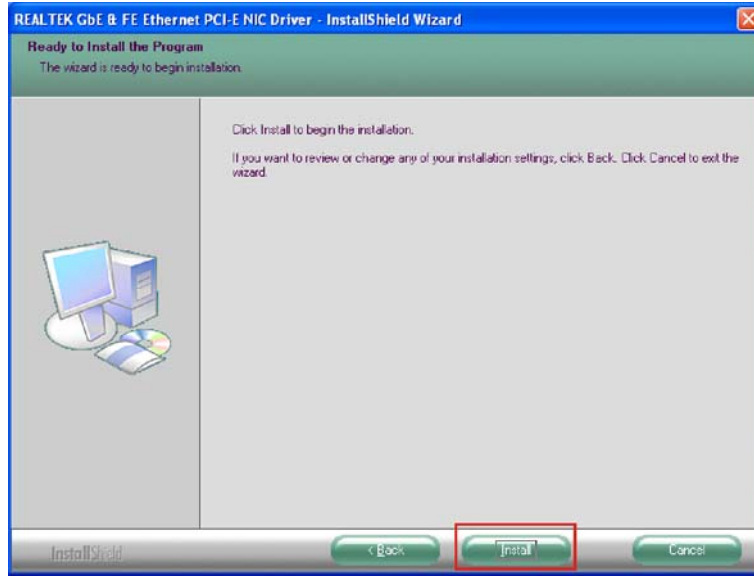 REALTEK GbE & FE Ethernet PCI-E NIC Driver - InstallShield Wizard
Ready to Install the Program
The wizard is ready to begin installation.
Click Install to begin the installation.
If you want to review or change any of your installation settings, click Back. Click Cancel to exit the
wizard.
InstallShield
< Back
Install
Cancel